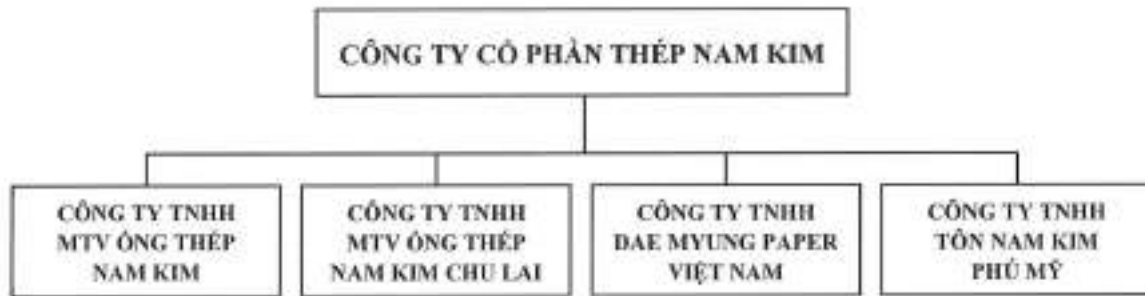 CÔNG TY CỔ PHẦN THÉP NAM KIM
CÔNG TY TNHH
MTV ỐNG THÉP
NAM KIM
CÔNG TY TNHH
MTV ỐNG THÉP
NAM KIM CHU LAI
CÔNG TY TNHH
DAE MYUNG PAPER
VIỆT NAM
CÔNG TY TNHH
TÔN NAM KIM
PHÚ MỸ